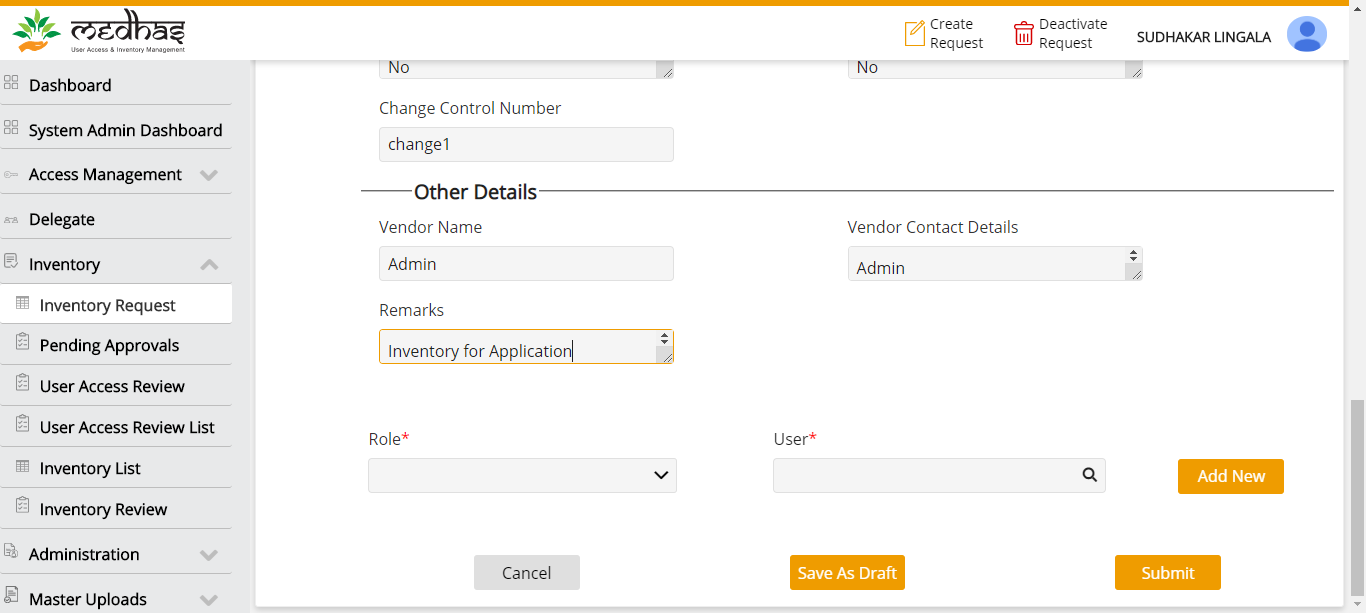 medhas
User Access & Inventory Management
Create
Request
Deactivate
Request
SUDHAKAR LINGALA
Dashboard
System Admin Dashboard
Access Management
Delegate
Inventory
Inventory Request
Pending Approvals
User Access Review
User Access Review List
Inventory List
Inventory Review
Administration
Master Uploads
No
No
Change Control Number
change1
Other Details
Vendor Name
Vendor Contact Details
Admin
Admin
Remarks
Inventory for Application
Role*
User*
Add New
Cancel
Save As Draft
Submit